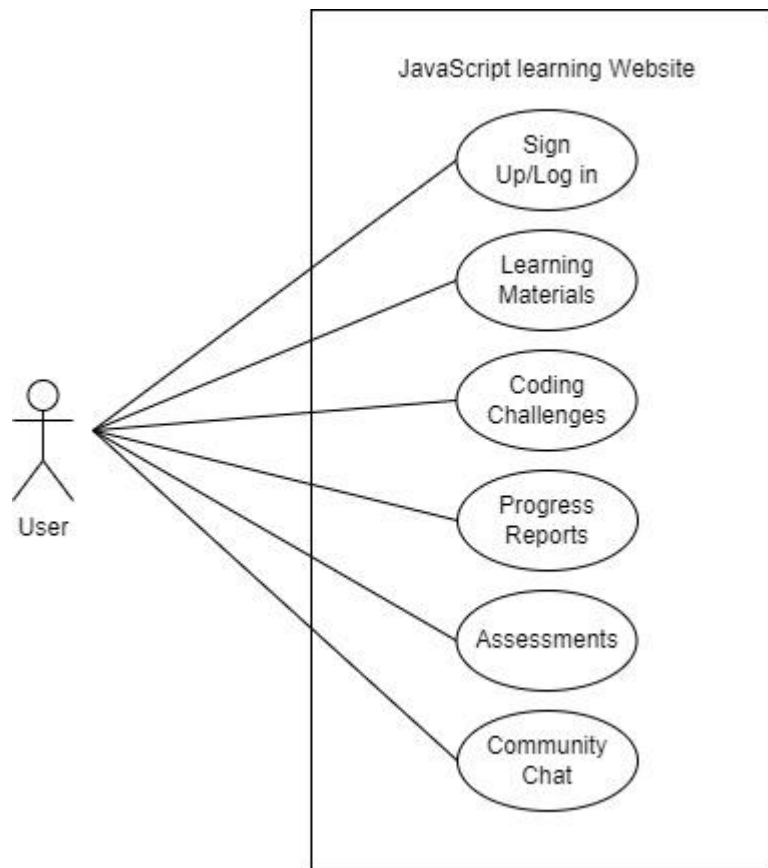 JavaScript learning Website
Sign
Up/Log in
Learning
Materials
Coding
Challenges
Progress
Reports
User
Assessments
Community
Chat